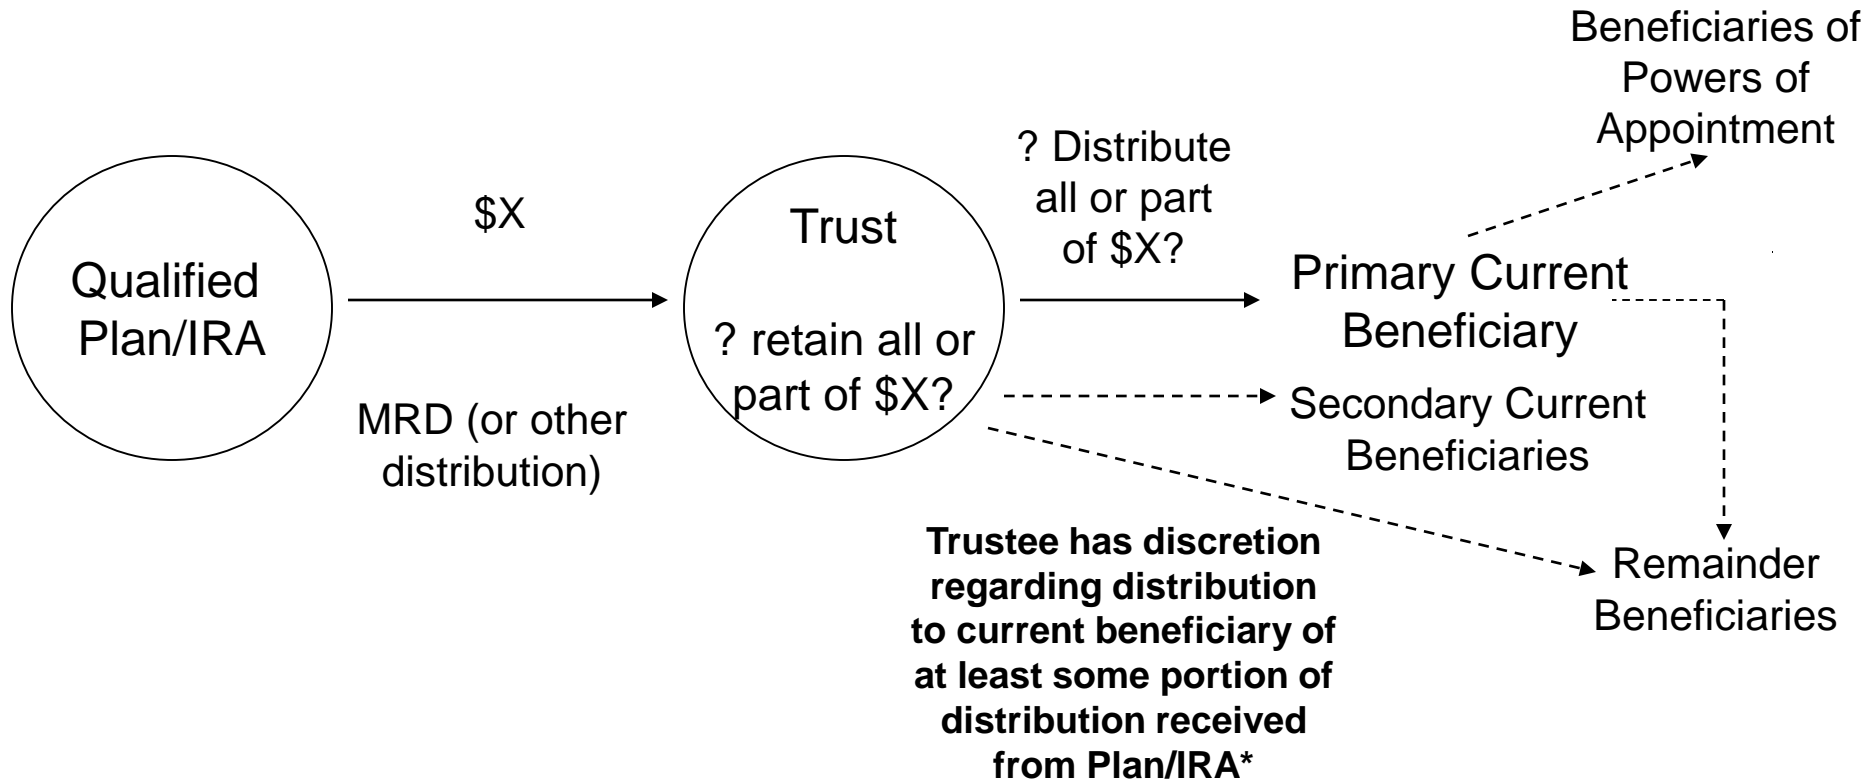 Qualified
Plan/IRA
$X
MRD (or other
distribution)
Trust
? retain all or
part of $X?
? Distribute
all or part
of $X?
Beneficiaries of
Powers of
Appointment
Primary Current
Beneficiary
Secondary Current
Beneficiaries
Remainder
Beneficiaries
Trustee has discretion
regarding distribution
to current beneficiary of
at least some portion of
distribution received
from Plan/IRA*